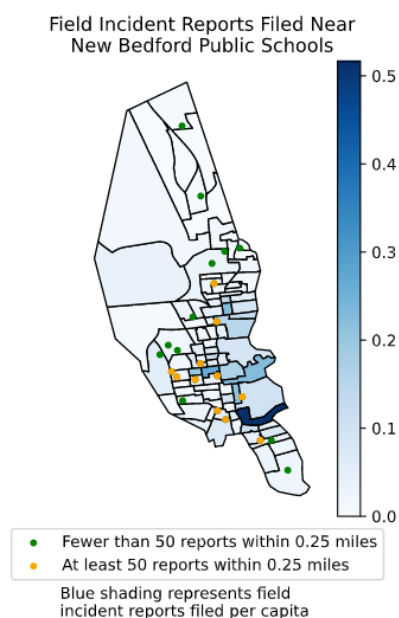 Field Incident Reports Filed Near
New Bedford Public Schools
0.5
0.4
0.3
0.2
0.1
0.0
Fewer than 50 reports within 0.25 miles
At least 50 reports within 0.25 miles
Blue shading represents field
incident reports filed per capita